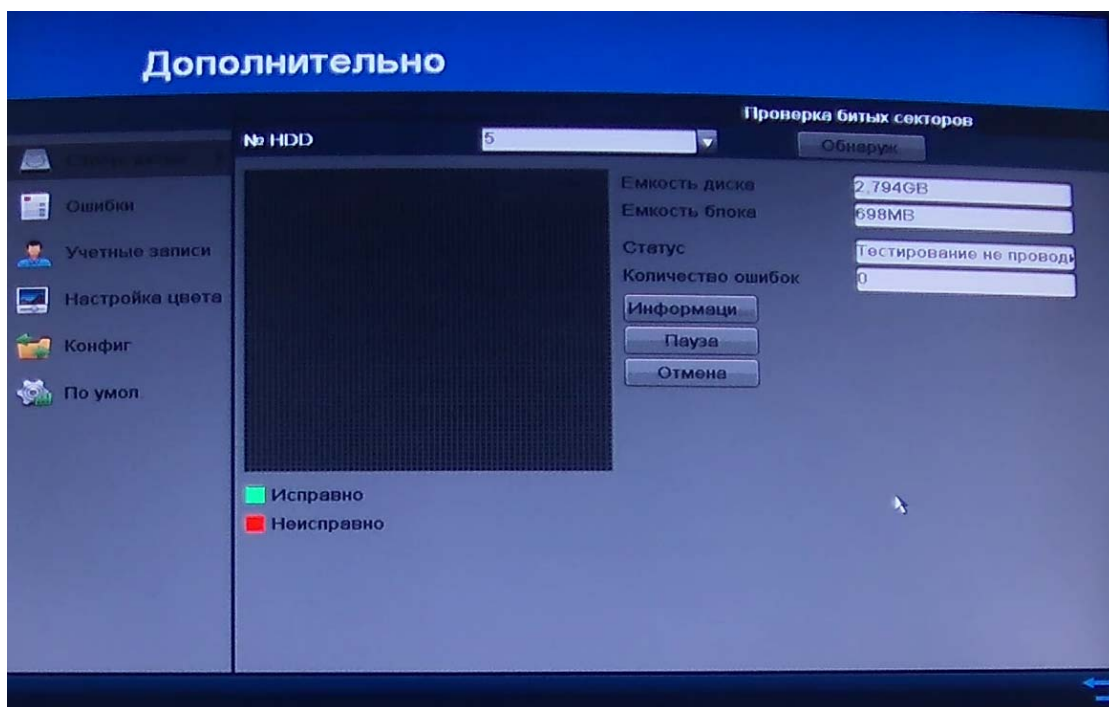 Дополнительно
Проверка битых секторов
№ HDD
5
Обнаруж.
Ошибки
Учетные записи
Настройка цвета
Конфиг
По умол.
Емкость диска
2,794GB
Емкость блока
698MB
Статус
Тестирование не провод
Количество ошибок
0
Информаци...
Пауза
Отмена
Исправно
Неисправно